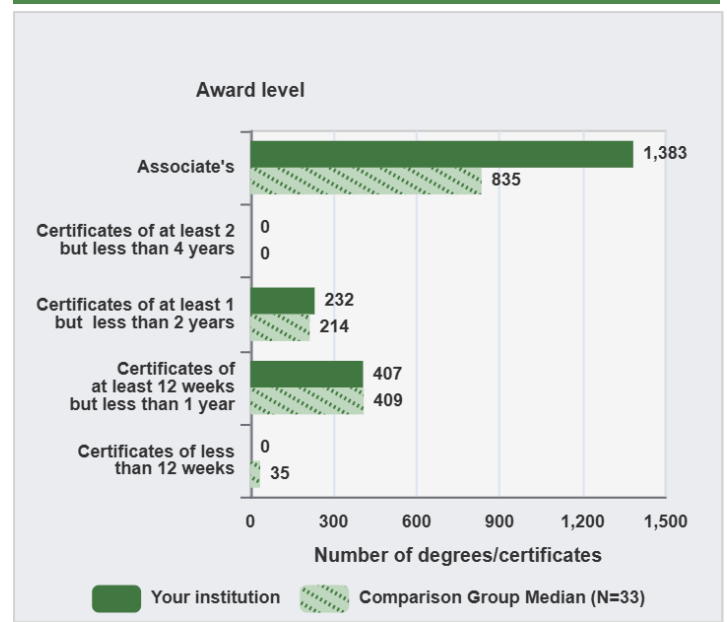 Award level
Associate's
1,383
835
Certificates of at least 2
but less than 4 years
0
0
Certificates of at least 1
but less than 2 years
232
214
Certificates of
at least 12 weeks
but less than 1 year
407
409
Certificates of less
than 12 weeks
0
35
0 300 600 900 1,200 1,500
Number of degrees/certificates
Your institution Comparison Group Median (N=33)